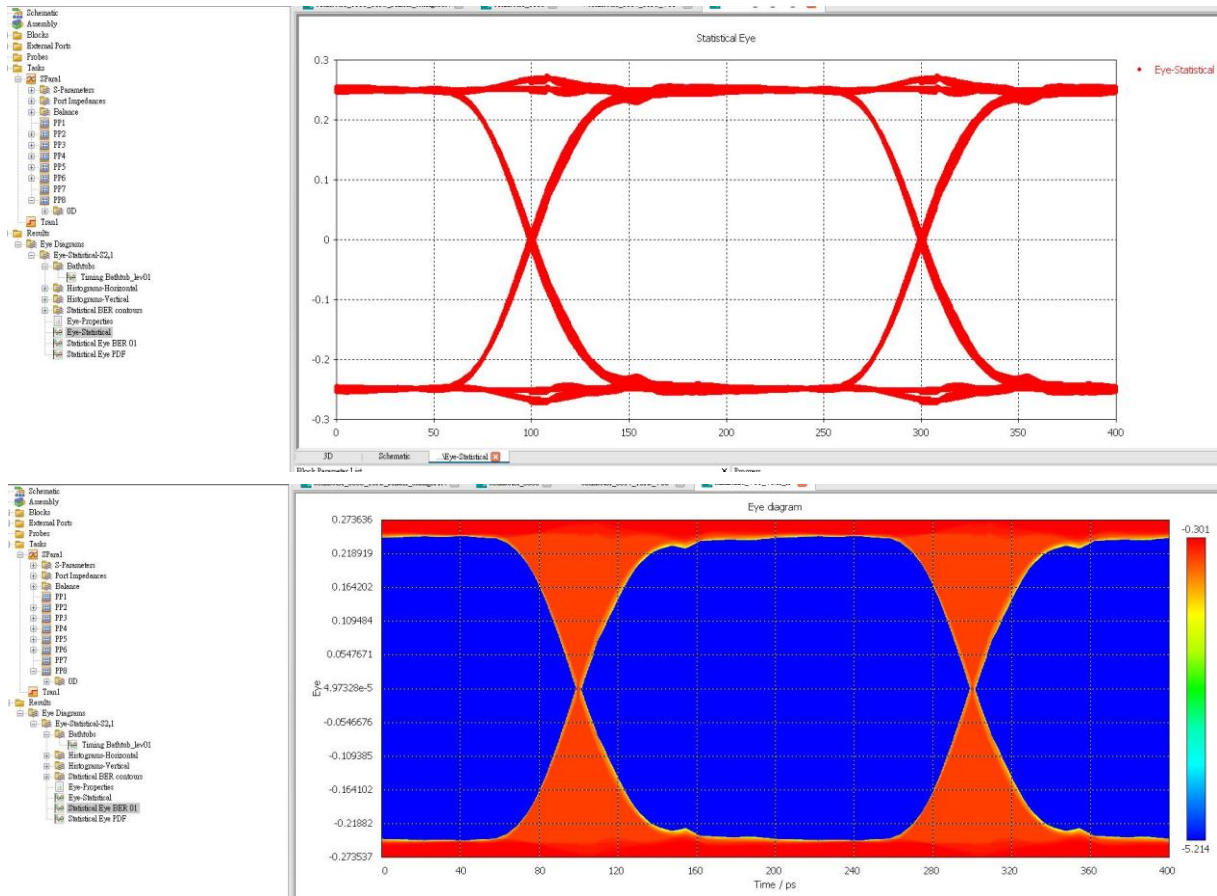 Schematic
Assembly
Blocks
External Ports
Probes
Tasks
SPara1
S-Parameters
Port Impedances
Balance
PP1
PP2
PP3
PP4
PP5
PP6
PP7
PP8
0D
Tran1
Results
Eye Diagrams
Eye-Statistical-S2,1
Bathtubs
Timing Bathtub_lev01
Histograms-Horizontal
Histograms-Vertical
Statistical BER contours
Eye-Properties
Eye-Statistical
Statistical Eye BER 01
Statistical Eye PDF
Statistical Eye
Eye-Statistical
0.3
0.2
0.1
0
-0.1
-0.2
-0.3
0 50 100 150 200 250 300 350 400
3D Schematic ...\Eye-Statistical
Block Parameter List Progress
Schematic
Assembly
Blocks
External Ports
Probes
Tasks
SPara1
S-Parameters
Port Impedances
Balance
PP1
PP2
PP3
PP4
PP5
PP6
PP7
PP8
0D
Tran1
Results
Eye Diagrams
Eye-Statistical-S2,1
Bathtubs
Timing Bathtub_lev01
Histograms-Horizontal
Histograms-Vertical
Statistical BER contours
Eye-Properties
Eye-Statistical
Statistical Eye BER 01
Statistical Eye PDF
Eye diagram
0.273636
0.218919
0.164202
0.109484
0.0547671
-4.97328e-5
-0.0546676
-0.109385
-0.164102
-0.21882
-0.273537
Eye
0 40 80 120 160 200 240 280 320 360 400
Time / ps
-0.301
-5.214